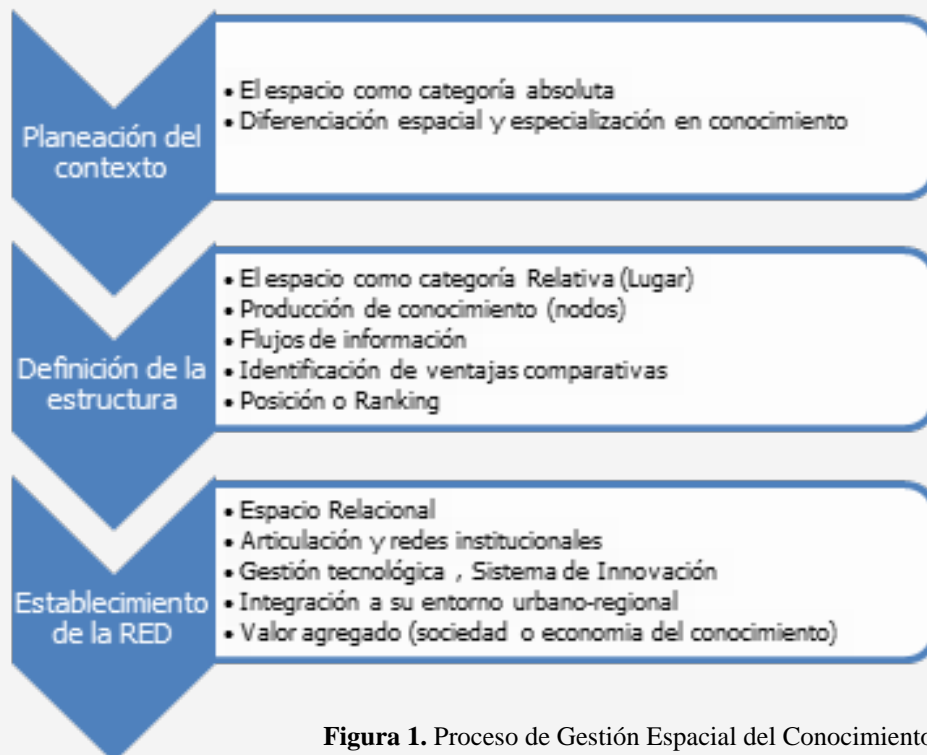 Planeación del
contexto
• El espacio como categoría absoluta
• Diferenciación espacial y especialización en conocimiento
Definición de la
estructura
• El espacio como categoría Relativa (Lugar)
• Producción de conocimiento (nodos)
• Flujos de información
• Identificación de ventajas comparativas
• Posición o Ranking
Establecimiento
de la RED
• Espacio Relacional
• Articulación y redes institucionales
• Gestión tecnológica , Sistema de Innovación
• Integración a su entorno urbano-regional
• Valor agregado (sociedad o economia del conocimiento)
Figura 1. Proceso de Gestión Espacial del Conocimiento